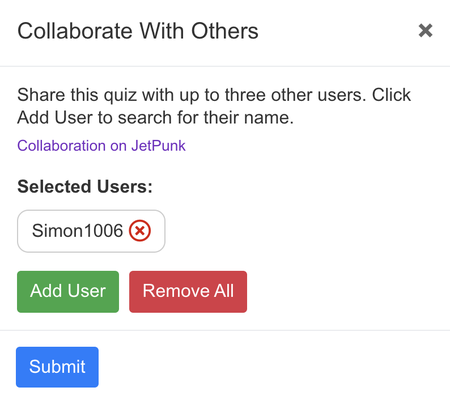 Collaborate With Others
Share this quiz with up to three other users. Click
Add User to search for their name.
Collaboration on JetPunk
Selected Users:
Simon1006
Add User Remove All
Submit